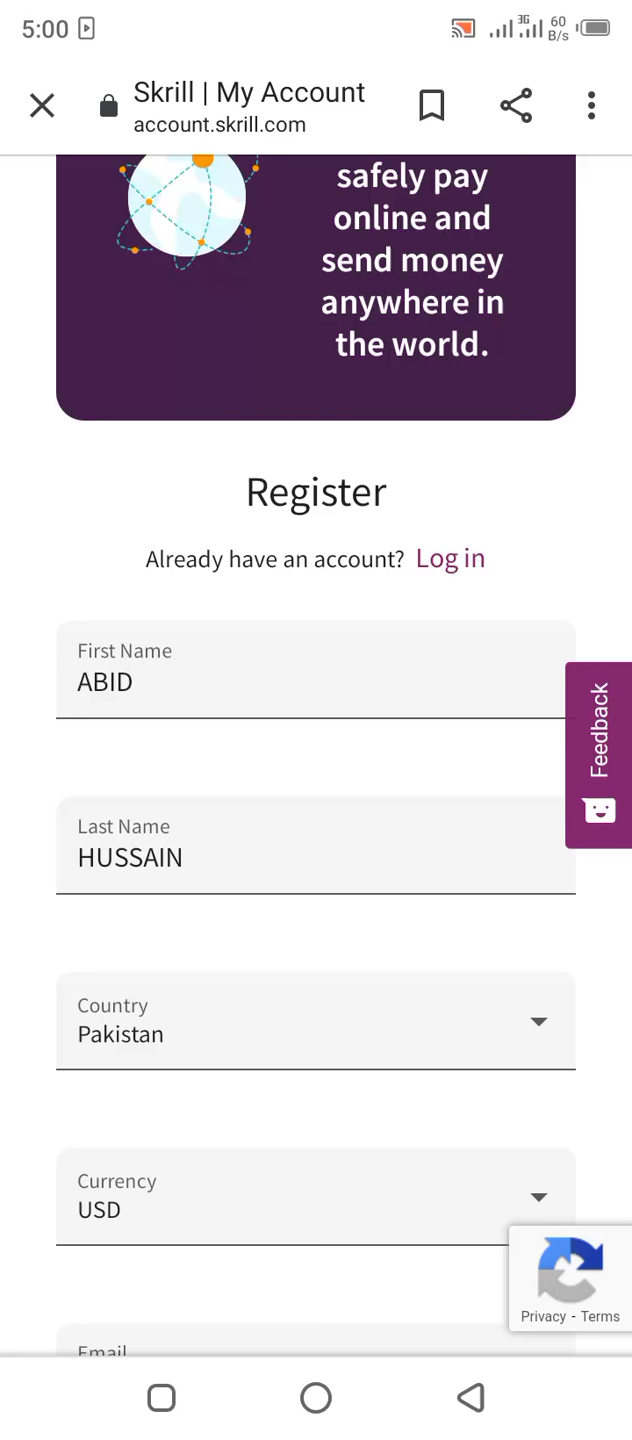 5:00
3G
60
B/s
Skrill | My Account
account.skrill.com
safely pay
online and
send money
anywhere in
the world.
Register
Already have an account? Log in
First Name
ABID
Feedback
Last Name
HUSSAIN
Country
Pakistan
Currency
USD
Privacy - Terms
Email